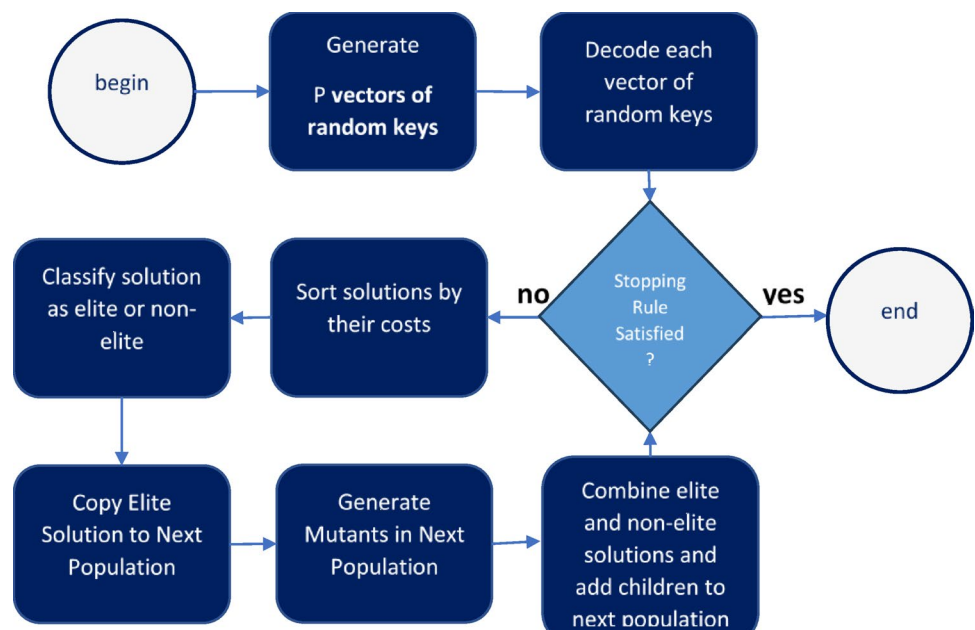 begin
Generate
P vectors of
random keys
Decode each
vector of
random keys
Classify solution
as elite or non-
elite
Sort solutions by
their costs
no
Stopping
Rule
Satisfied
?
yes
end
Copy Elite
Solution to Next
Population
Generate
Mutants in Next
Population
Combine elite
and non-elite
solutions and
add children to
next population